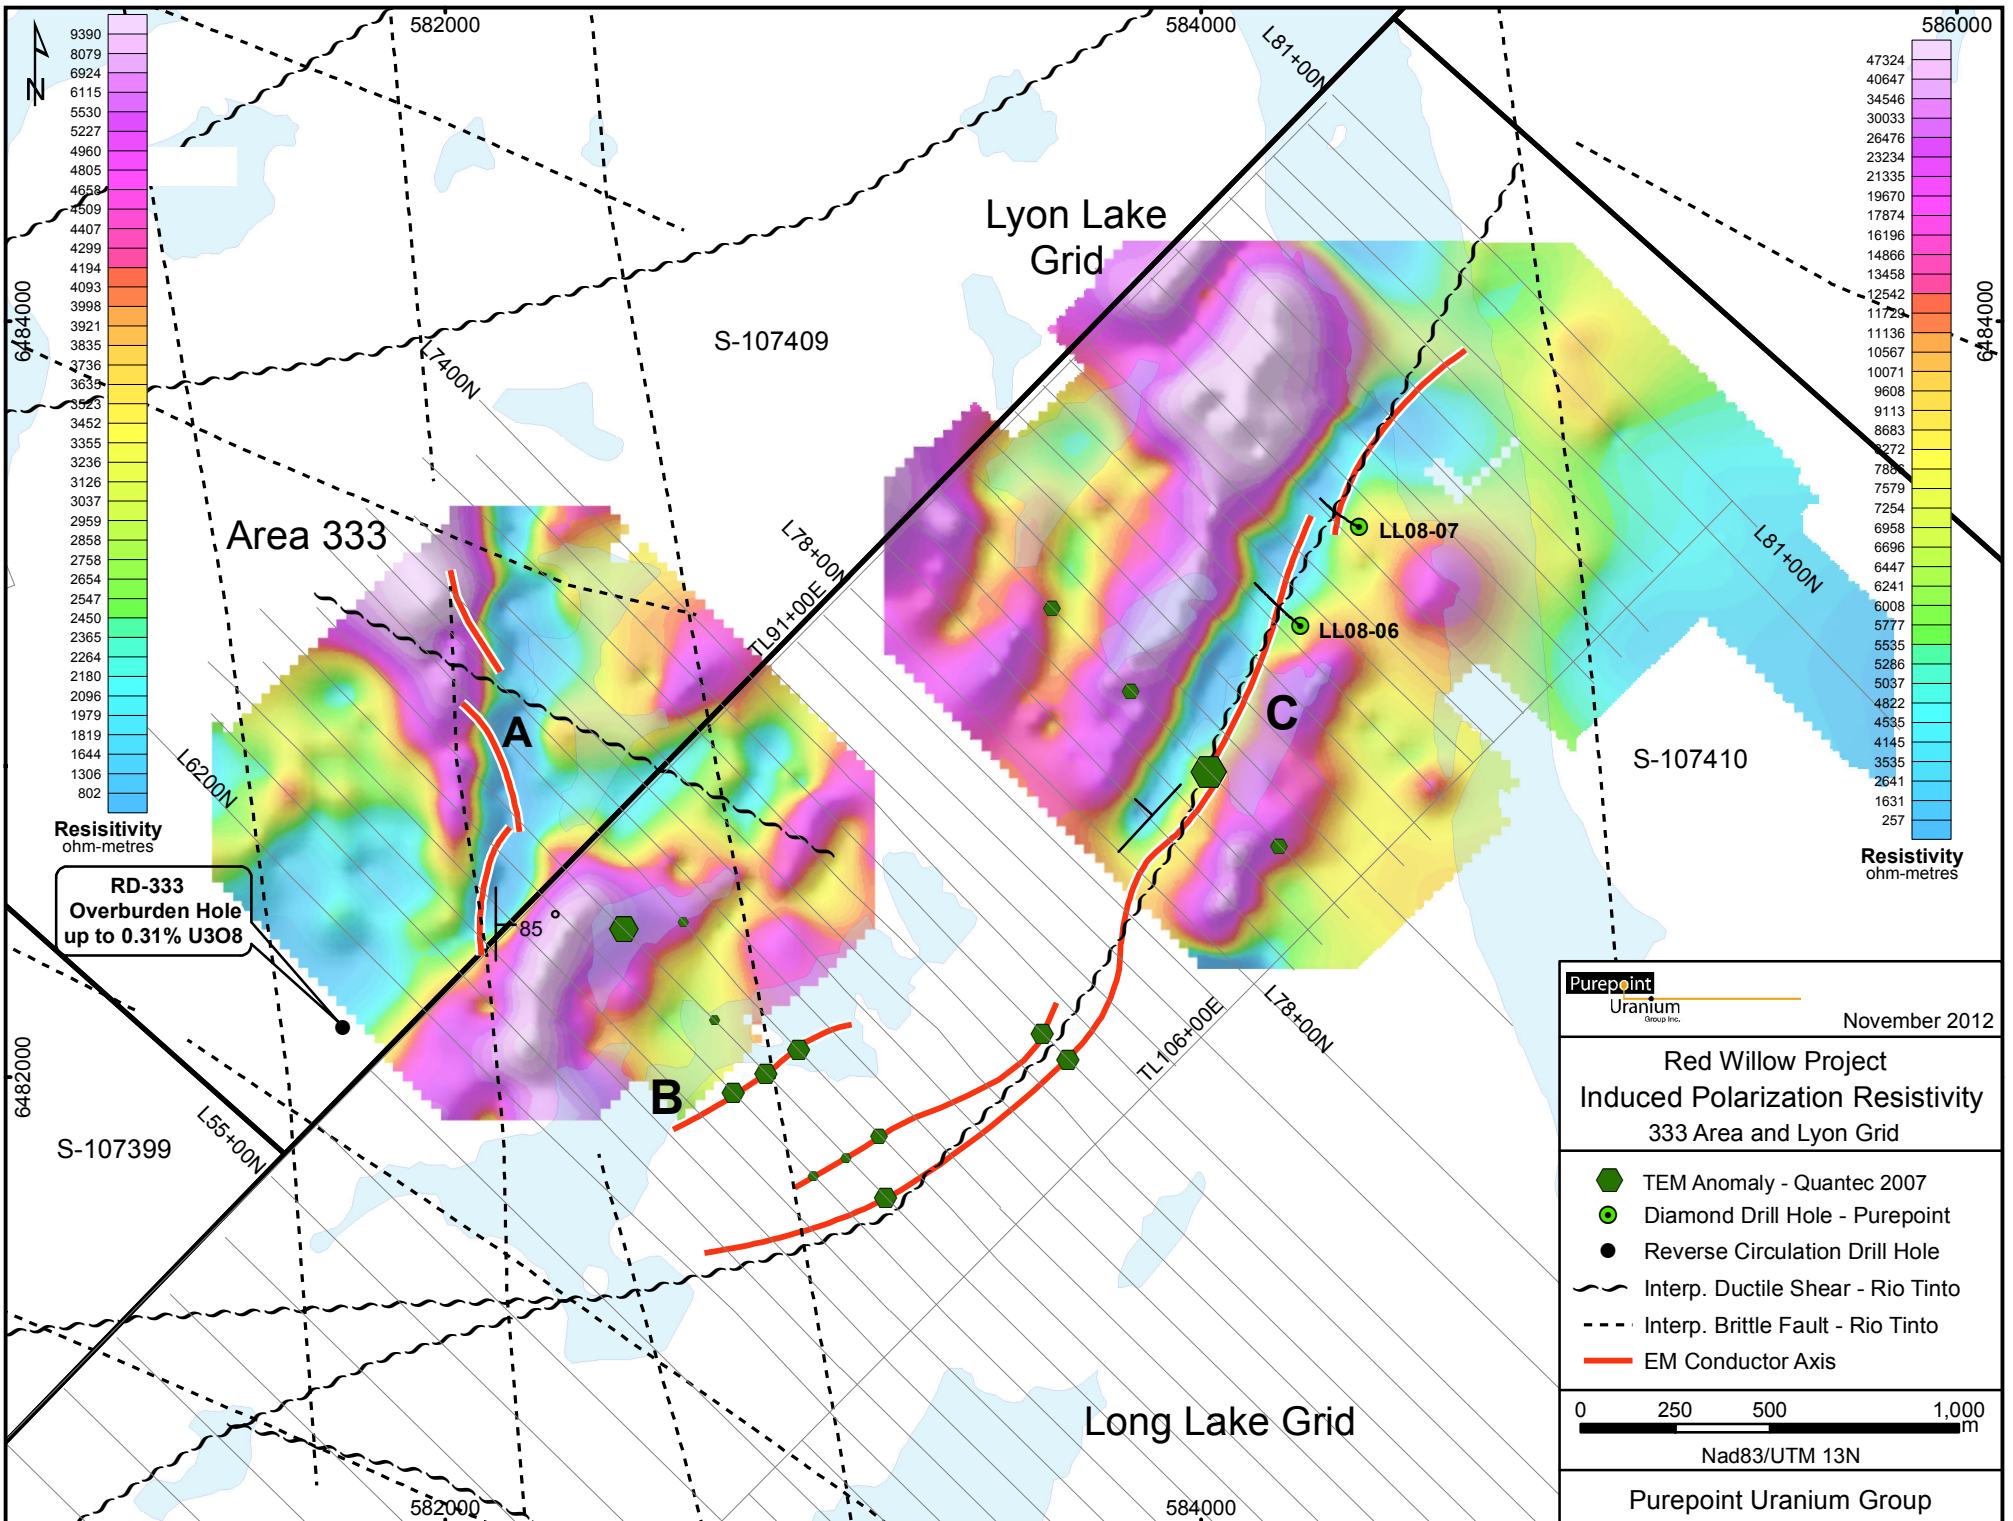 582000
584000
586000
N
9390
8079
6924
6115
5530
5227
4960
4805
4658
4509
4407
4299
4194
4093
3998
3921
3835
3736
3635
3523
3452
3355
3236
3126
3037
2959
2858
2758
2654
2547
2450
2365
2264
2180
2096
1979
1819
1644
1306
802
Resisitivity
ohm-metres
47324
40647
34546
30033
26476
23234
21335
19670
17874
16196
14866
13458
12542
11729
11136
10567
10071
9608
9113
8683
8272
7886
7579
7254
6958
6696
6447
6241
6008
5777
5535
5286
5037
4822
4535
4145
3535
2641
1631
257
Resistivity
ohm-metres
6484000
6484000
6482000
L81+00N
Lyon Lake
Grid
S-107409
L7400N
Area 333
L78+00N
TL91+00E
LL08-07
LL08-06
L81+00N
A
C
S-107410
L6200N
RD-333
Overburden Hole
up to 0.31% U3O8
85
B
S-107399
L55+00N
TL106+00E
L78+00N
Long Lake Grid
582000
584000
Purepoint
Uranium
Group Inc.
November 2012
Red Willow Project
Induced Polarization Resistivity
333 Area and Lyon Grid
TEM Anomaly - Quantec 2007
Diamond Drill Hole - Purepoint
Reverse Circulation Drill Hole
Interp. Ductile Shear - Rio Tinto
Interp. Brittle Fault - Rio Tinto
EM Conductor Axis
0 250 500 1,000
m
Nad83/UTM 13N
Purepoint Uranium Group